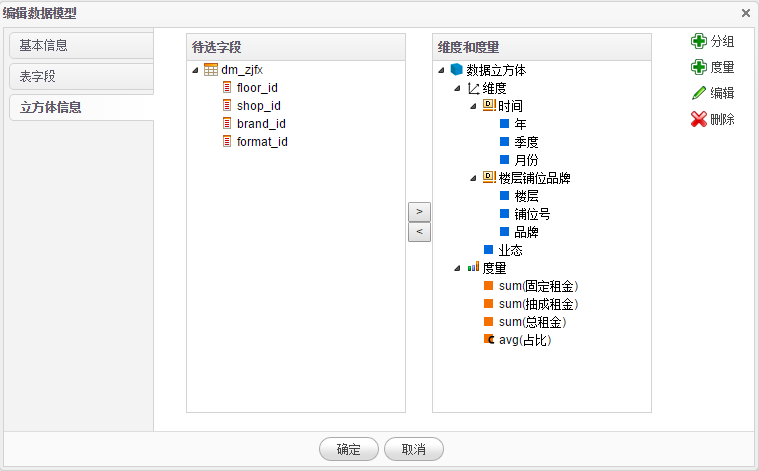 编辑数据模型
基本信息
表字段
立方体信息
待选字段
dm_zjfx
floor_id
shop_id
brand_id
format_id
>
<
维度和度量
数据立方体
维度
时间
年
季度
月份
楼层铺位品牌
楼层
铺位号
品牌
业态
度量
sum(固定租金)
sum(抽成租金)
sum(总租金)
avg(占比)
分组
度量
编辑
删除
确定
取消